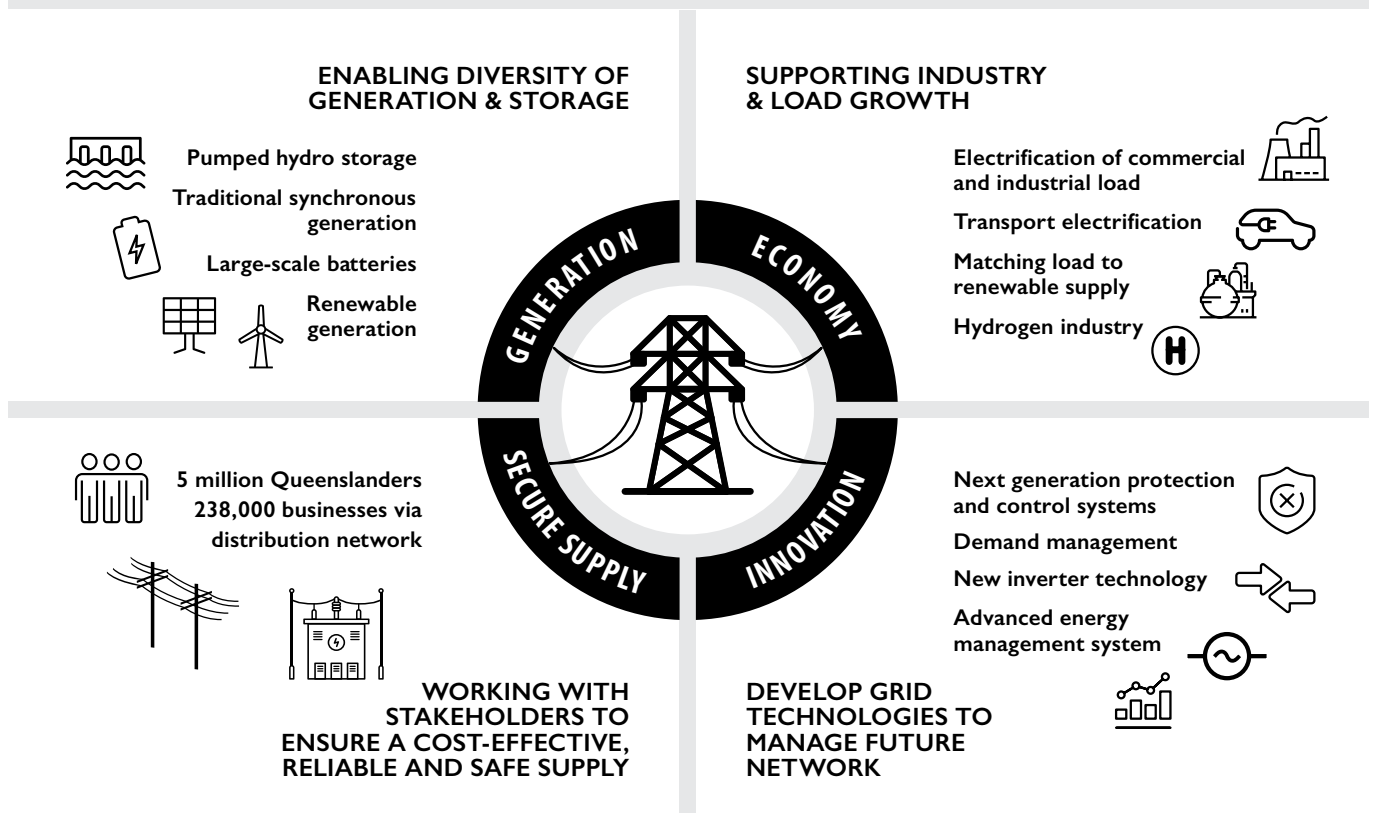 ENABLING DIVERSITY OF
GENERATION & STORAGE
Pumped hydro storage
Traditional synchronous
generation
Large-scale batteries
Renewable
generation
GENERATION
SUPPORTING INDUSTRY
& LOAD GROWTH
Electrification of commercial
and industrial load
Transport electrification
Matching load to
renewable supply
Hydrogen industry
H
ECONOMY
5 million Queenslanders
238,000 businesses via
distribution network
SECURE SUPPLY
WORKING WITH
STAKEHOLDERS TO
ENSURE A COST-EFFECTIVE,
RELIABLE AND SAFE SUPPLY
INNOVATION
Next generation protection
and control systems
Demand management
New inverter technology
Advanced energy
management system
DEVELOP GRID
TECHNOLOGIES TO
MANAGE FUTURE
NETWORK